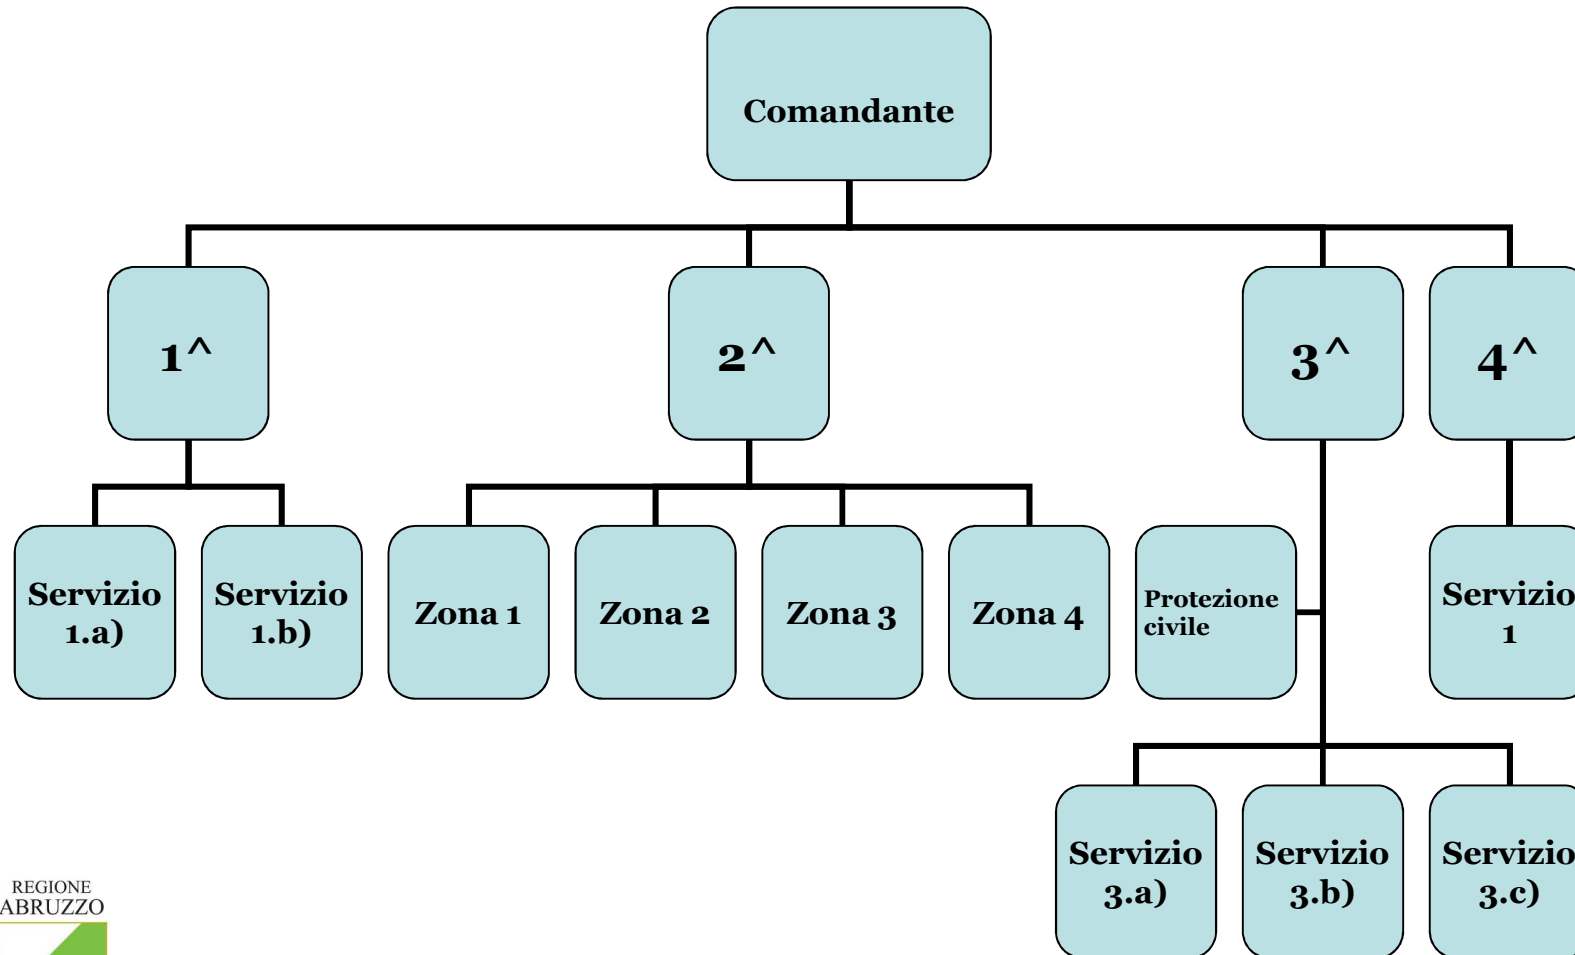 Comandante
1^
2^
3^
4^
Servizio
1.a)
Servizio
1.b)
Zona 1
Zona 2
Zona 3
Zona 4
Protezione
civile
Servizio
1
Servizio
3.a)
Servizio
3.b)
Servizio
3.c)
REGIONE
ABRUZZO